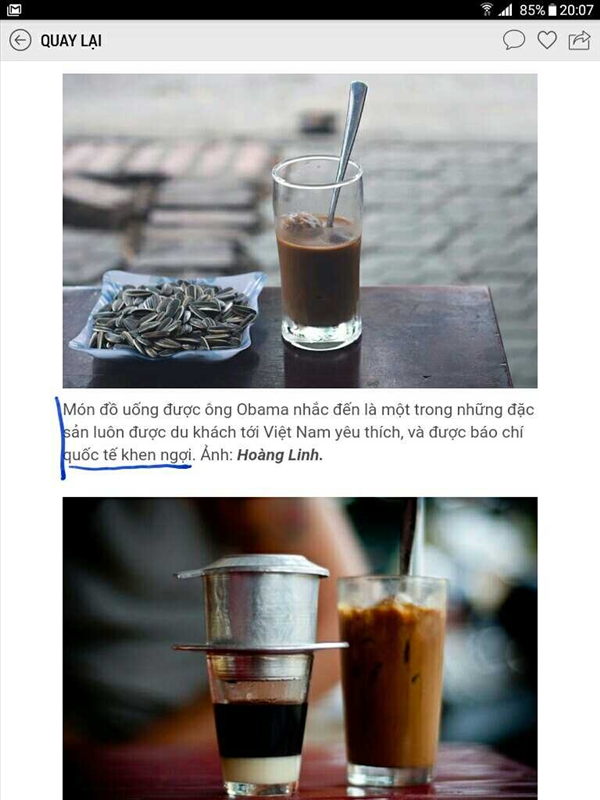 85% 20:07
QUAY LẠI
Món đồ uống được ông Obama nhắc đến là một trong những đặc
sản luôn được du khách tới Việt Nam yêu thích, và được báo chí
quốc tế khen ngợi. Ảnh: Hoàng Linh.